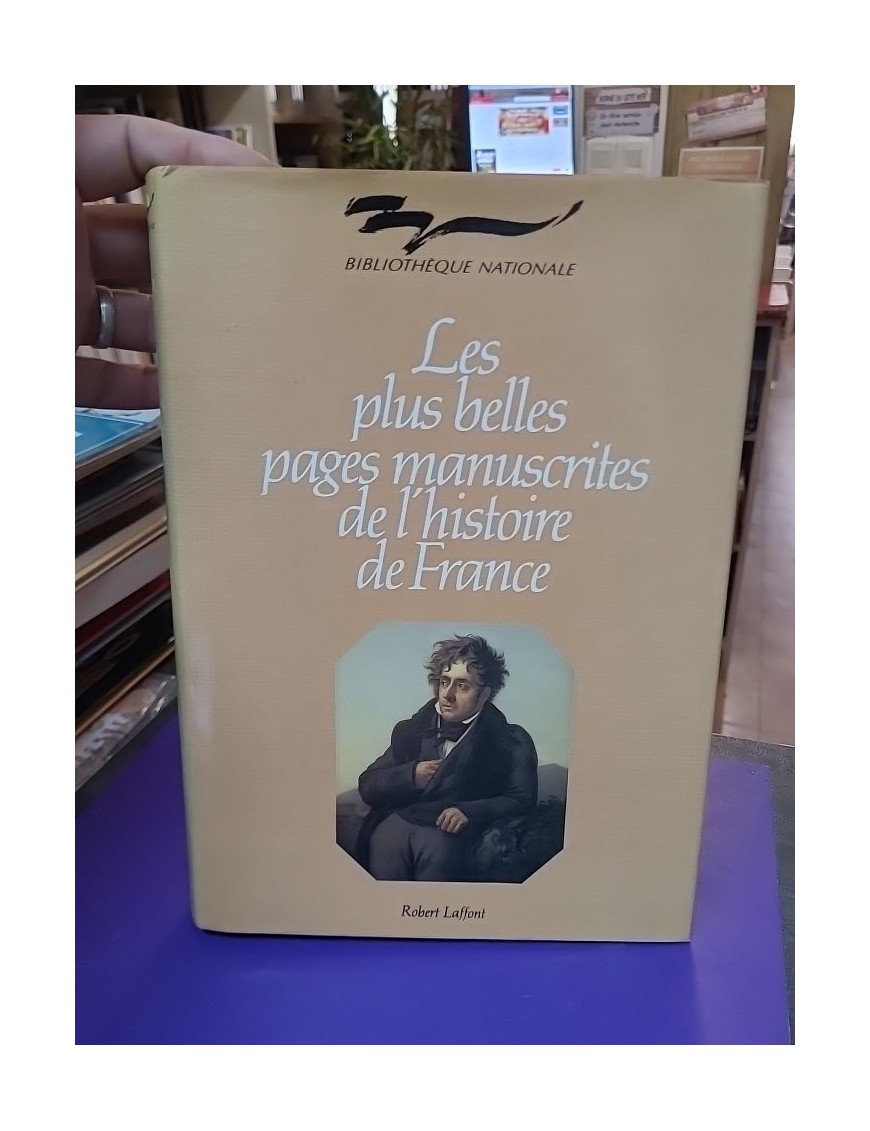 BIBLIOTHÈQUE NATIONALE
Les
plus belles
pages manuscrites
de l'histoire
de France
Robert Laffont